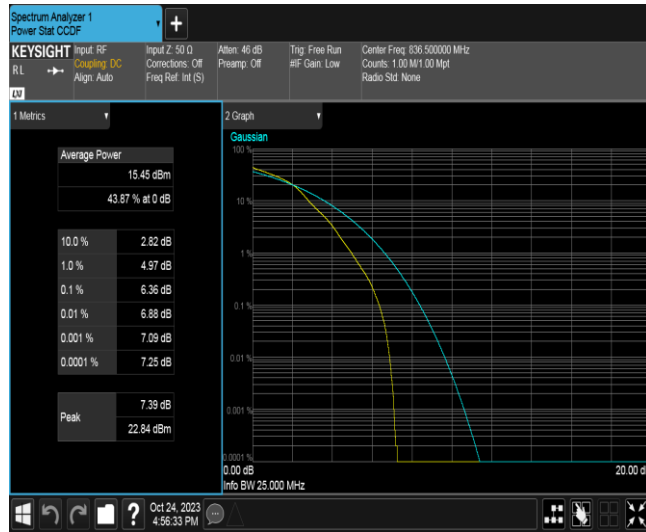 Spectrum Analyzer 1
Power Stat CCDF
+
KEYSIGHT
RL
LXI
Input: RF
Coupling: DC
Align: Auto
Input Z: 50 Ω
Corrections: Off
Freq Ref: Int (S)
Atten: 46 dB
Preamp: Off
Trig: Free Run
#IF Gain: Low
Center Freq: 836.500000 MHz
Counts: 1.00 M/1.00 Mpt
Radio Std: None
1 Metrics
Average Power
15.45 dBm
43.87 % at 0 dB
10.0 % 2.82 dB
1.0 % 4.97 dB
0.1 % 6.36 dB
0.01 % 6.88 dB
0.001 % 7.09 dB
0.0001 % 7.25 dB
Peak
7.39 dB
22.84 dBm
2 Graph
Gaussian
100 %
10 %
1 %
0.1 %
0.01 %
0.001 %
0.0001 %
0.00 dB
20.00 d
Info BW 25.000 MHz
?
Oct 24, 2023
4:56:33 PM